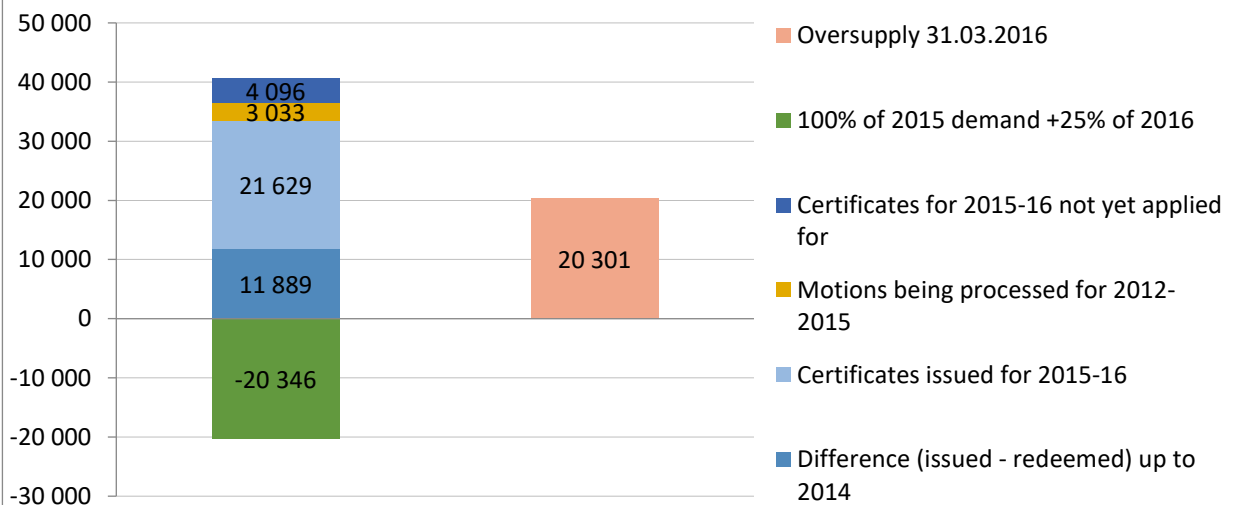 50 000
40 000
30 000
20 000
10 000
0
-10 000
-20 000
-30 000
4 096
3 033
21 629
11 889
-20 346
20 301
Oversupply 31.03.2016
100% of 2015 demand +25% of 2016
Certificates for 2015-16 not yet applied
for
Motions being processed for 2012-
2015
Certificates issued for 2015-16
Difference (issued - redeemed) up to
2014